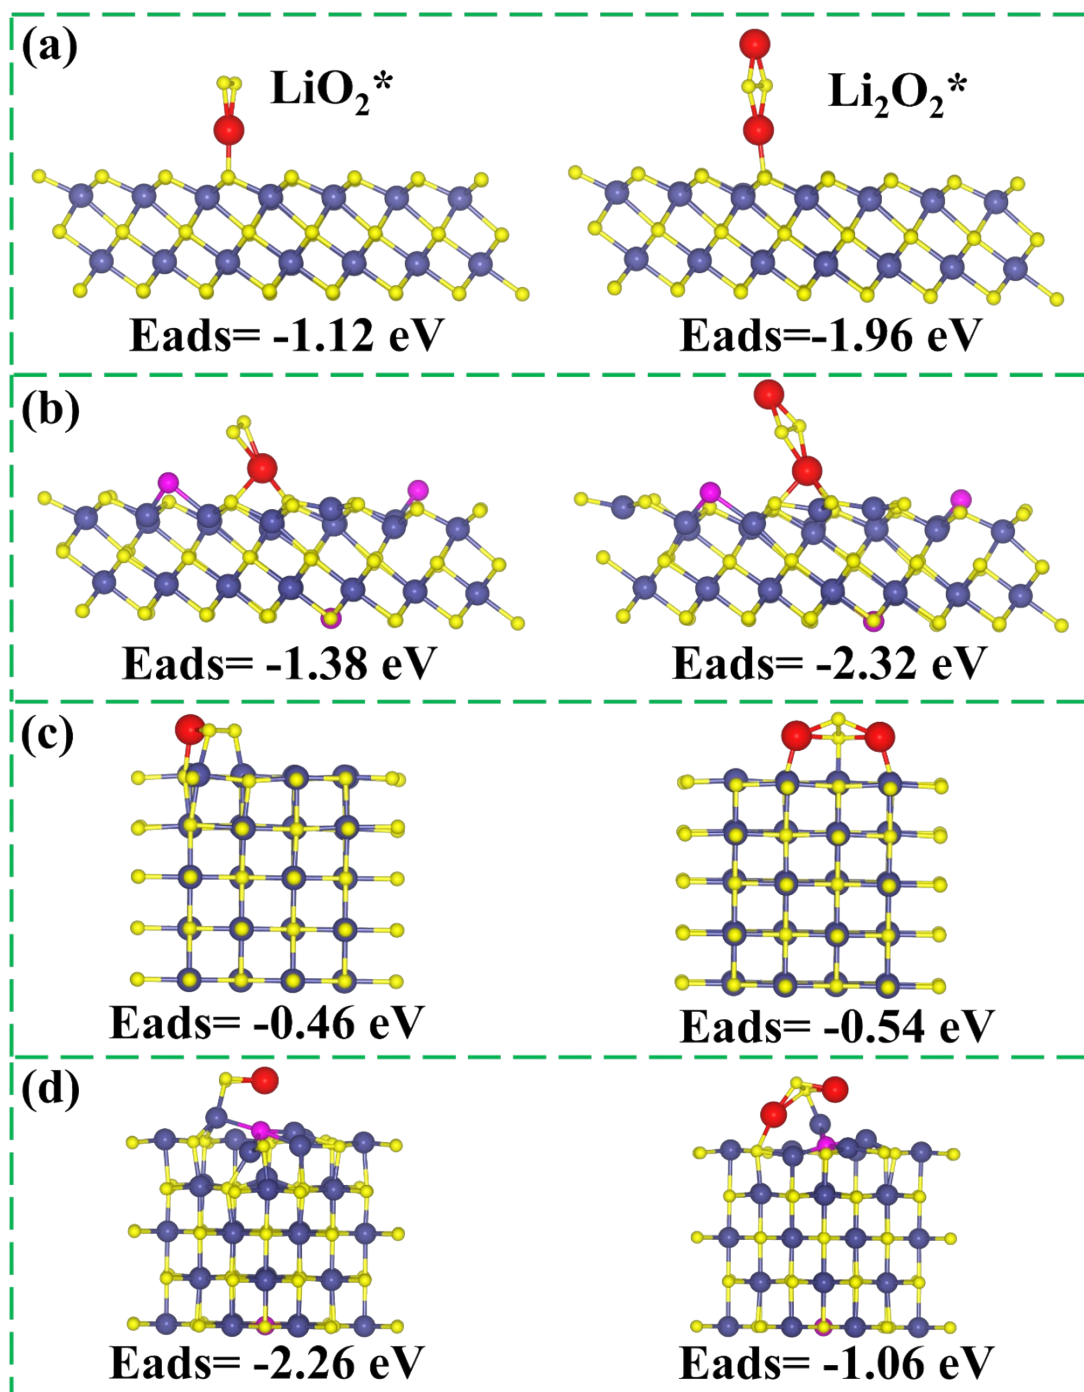 (a)
LiO₂*
Li₂O₂*
Eads= -1.12 eV
Eads=-1.96 eV
(b)
Eads= -1.38 eV
Eads= -2.32 eV
(c)
Eads= -0.46 eV
Eads= -0.54 eV
(d)
Eads= -2.26 eV
Eads= -1.06 eV